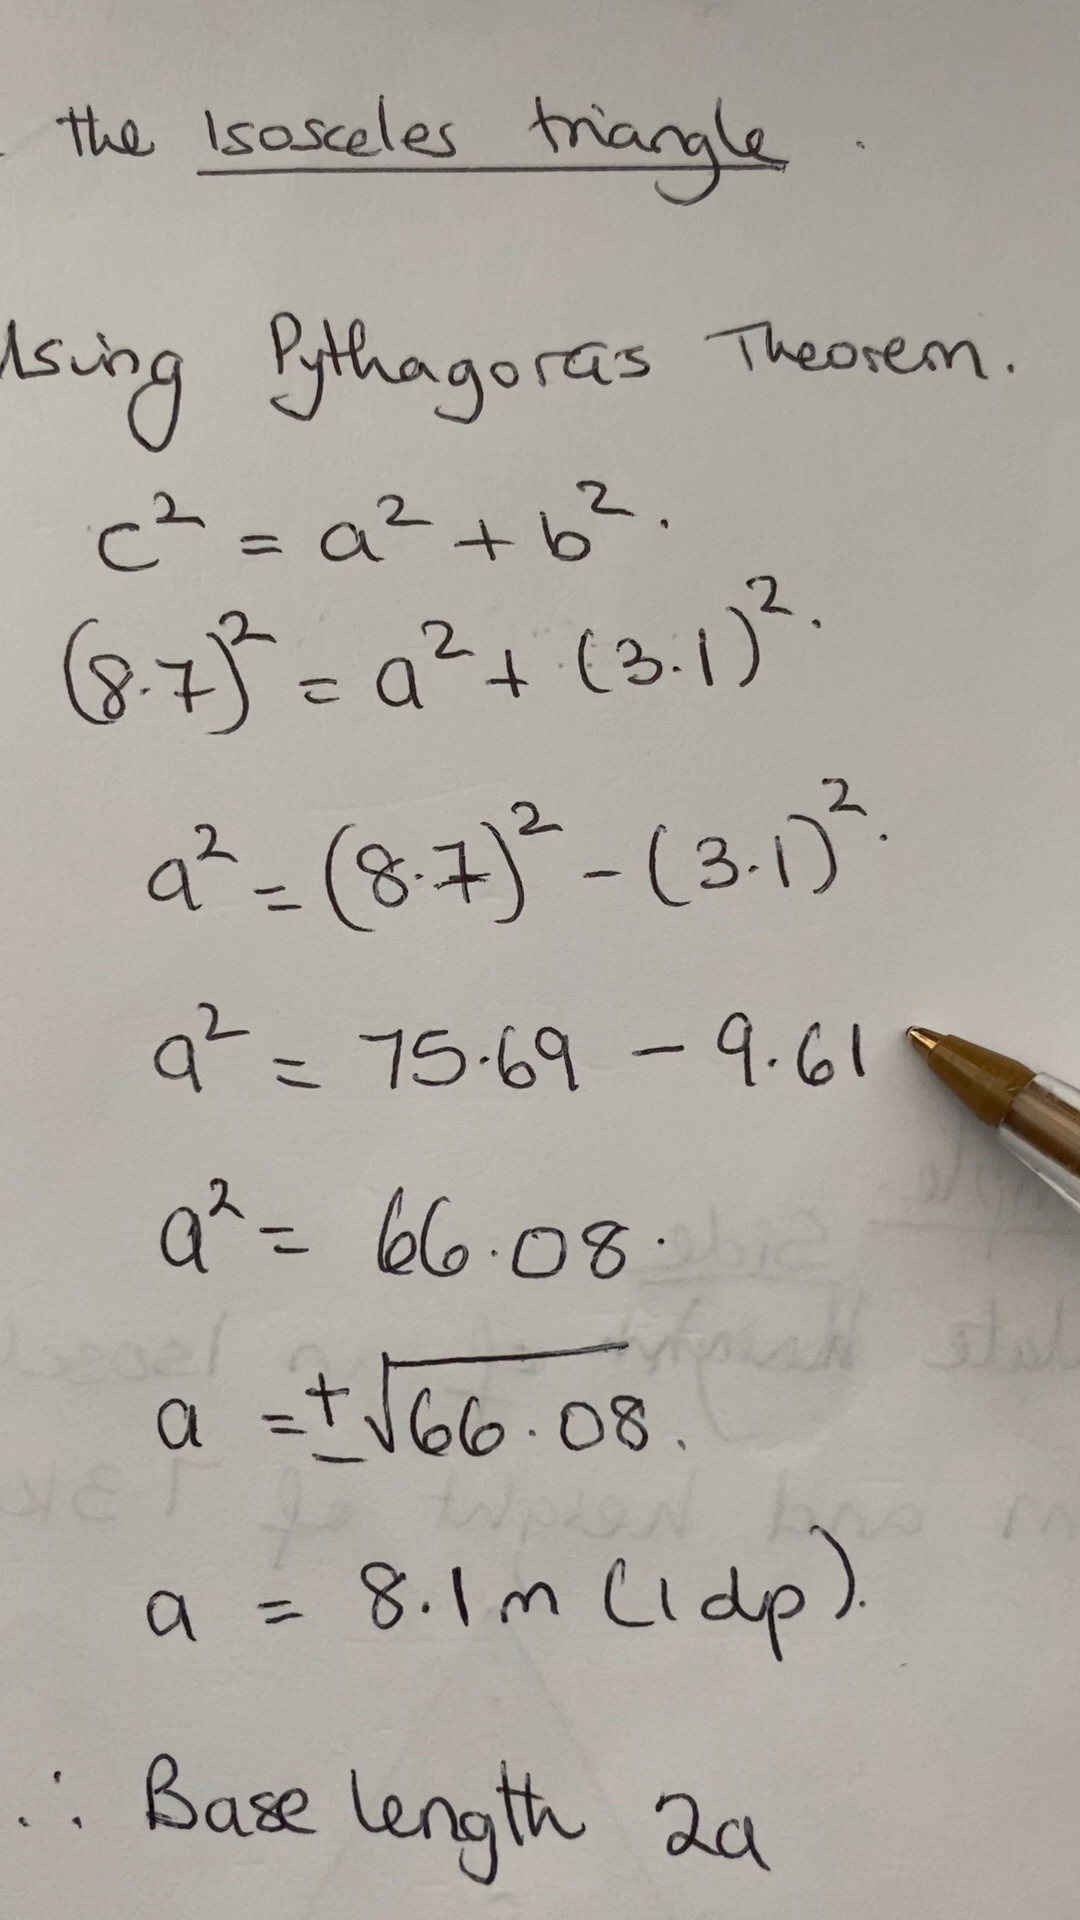 the Isosceles triangle.
Using Pythagoras Theorem.
c² = a² + b².
(8.7)² = a² + (3.1)².
a² = (8.7)² - (3.1)².
a² = 75.69 - 9.61
a² = 66.08.
a = ±√66.08.
a = 8.1m (1dp).
∴ Base length 2a